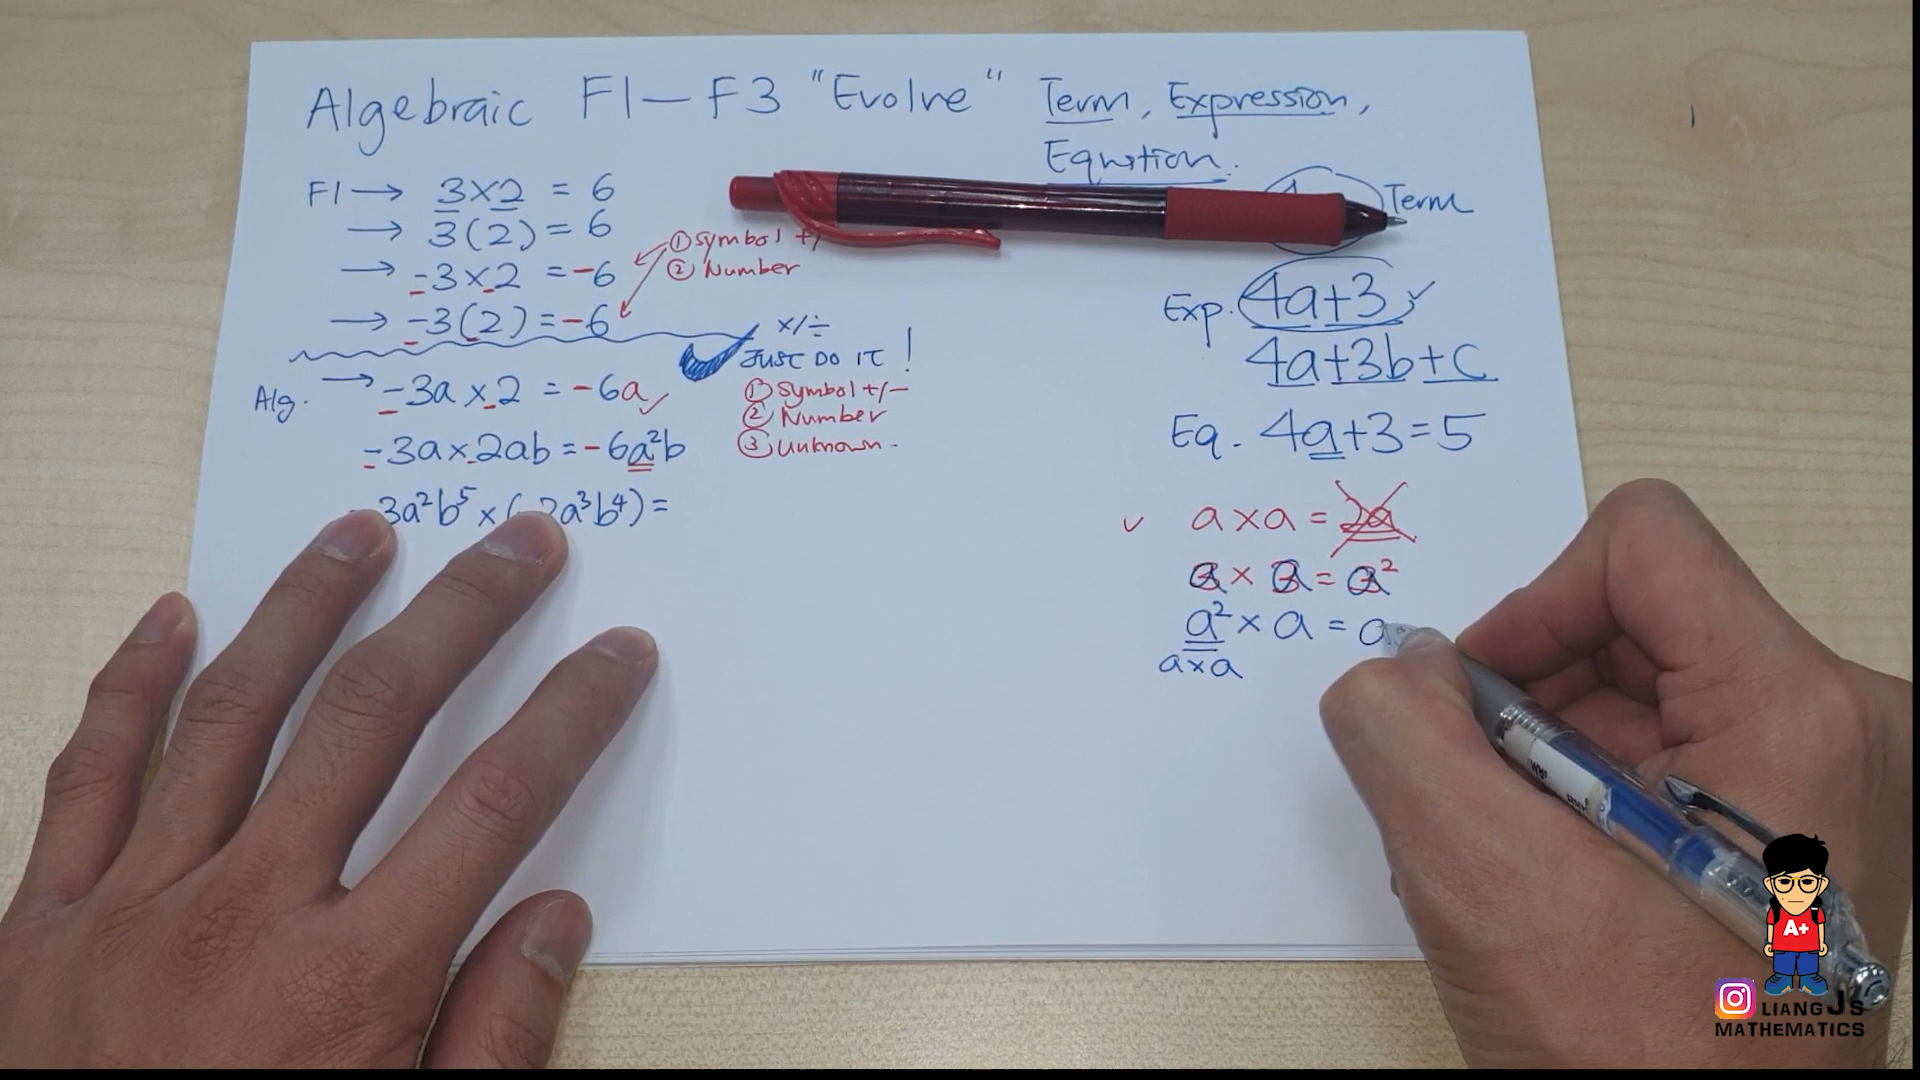 Algebraic F1 — F3 "Evolve" Term, Expression,
Equation.
F1 → 3 × 2 = 6
→ 3(2) = 6
→ -3 × 2 = -6
→ -3(2) = -6
① Symbol +/
② Number
×/÷
JUST DO IT !
① Symbol +/-
② Number
③ Unknown.
Alg. → -3a × 2 = -6a ✓
-3a × 2ab = -6a²b
3a²b⁵ × (-2a³b⁴) =
Term
Exp. 4a+3 ✓
4a+3b+c
Eq. 4a+3=5
✓ a × a = 2a
a × a = a²
a² × a = a
a×a
A+
LIANGJS
MATHEMATICS